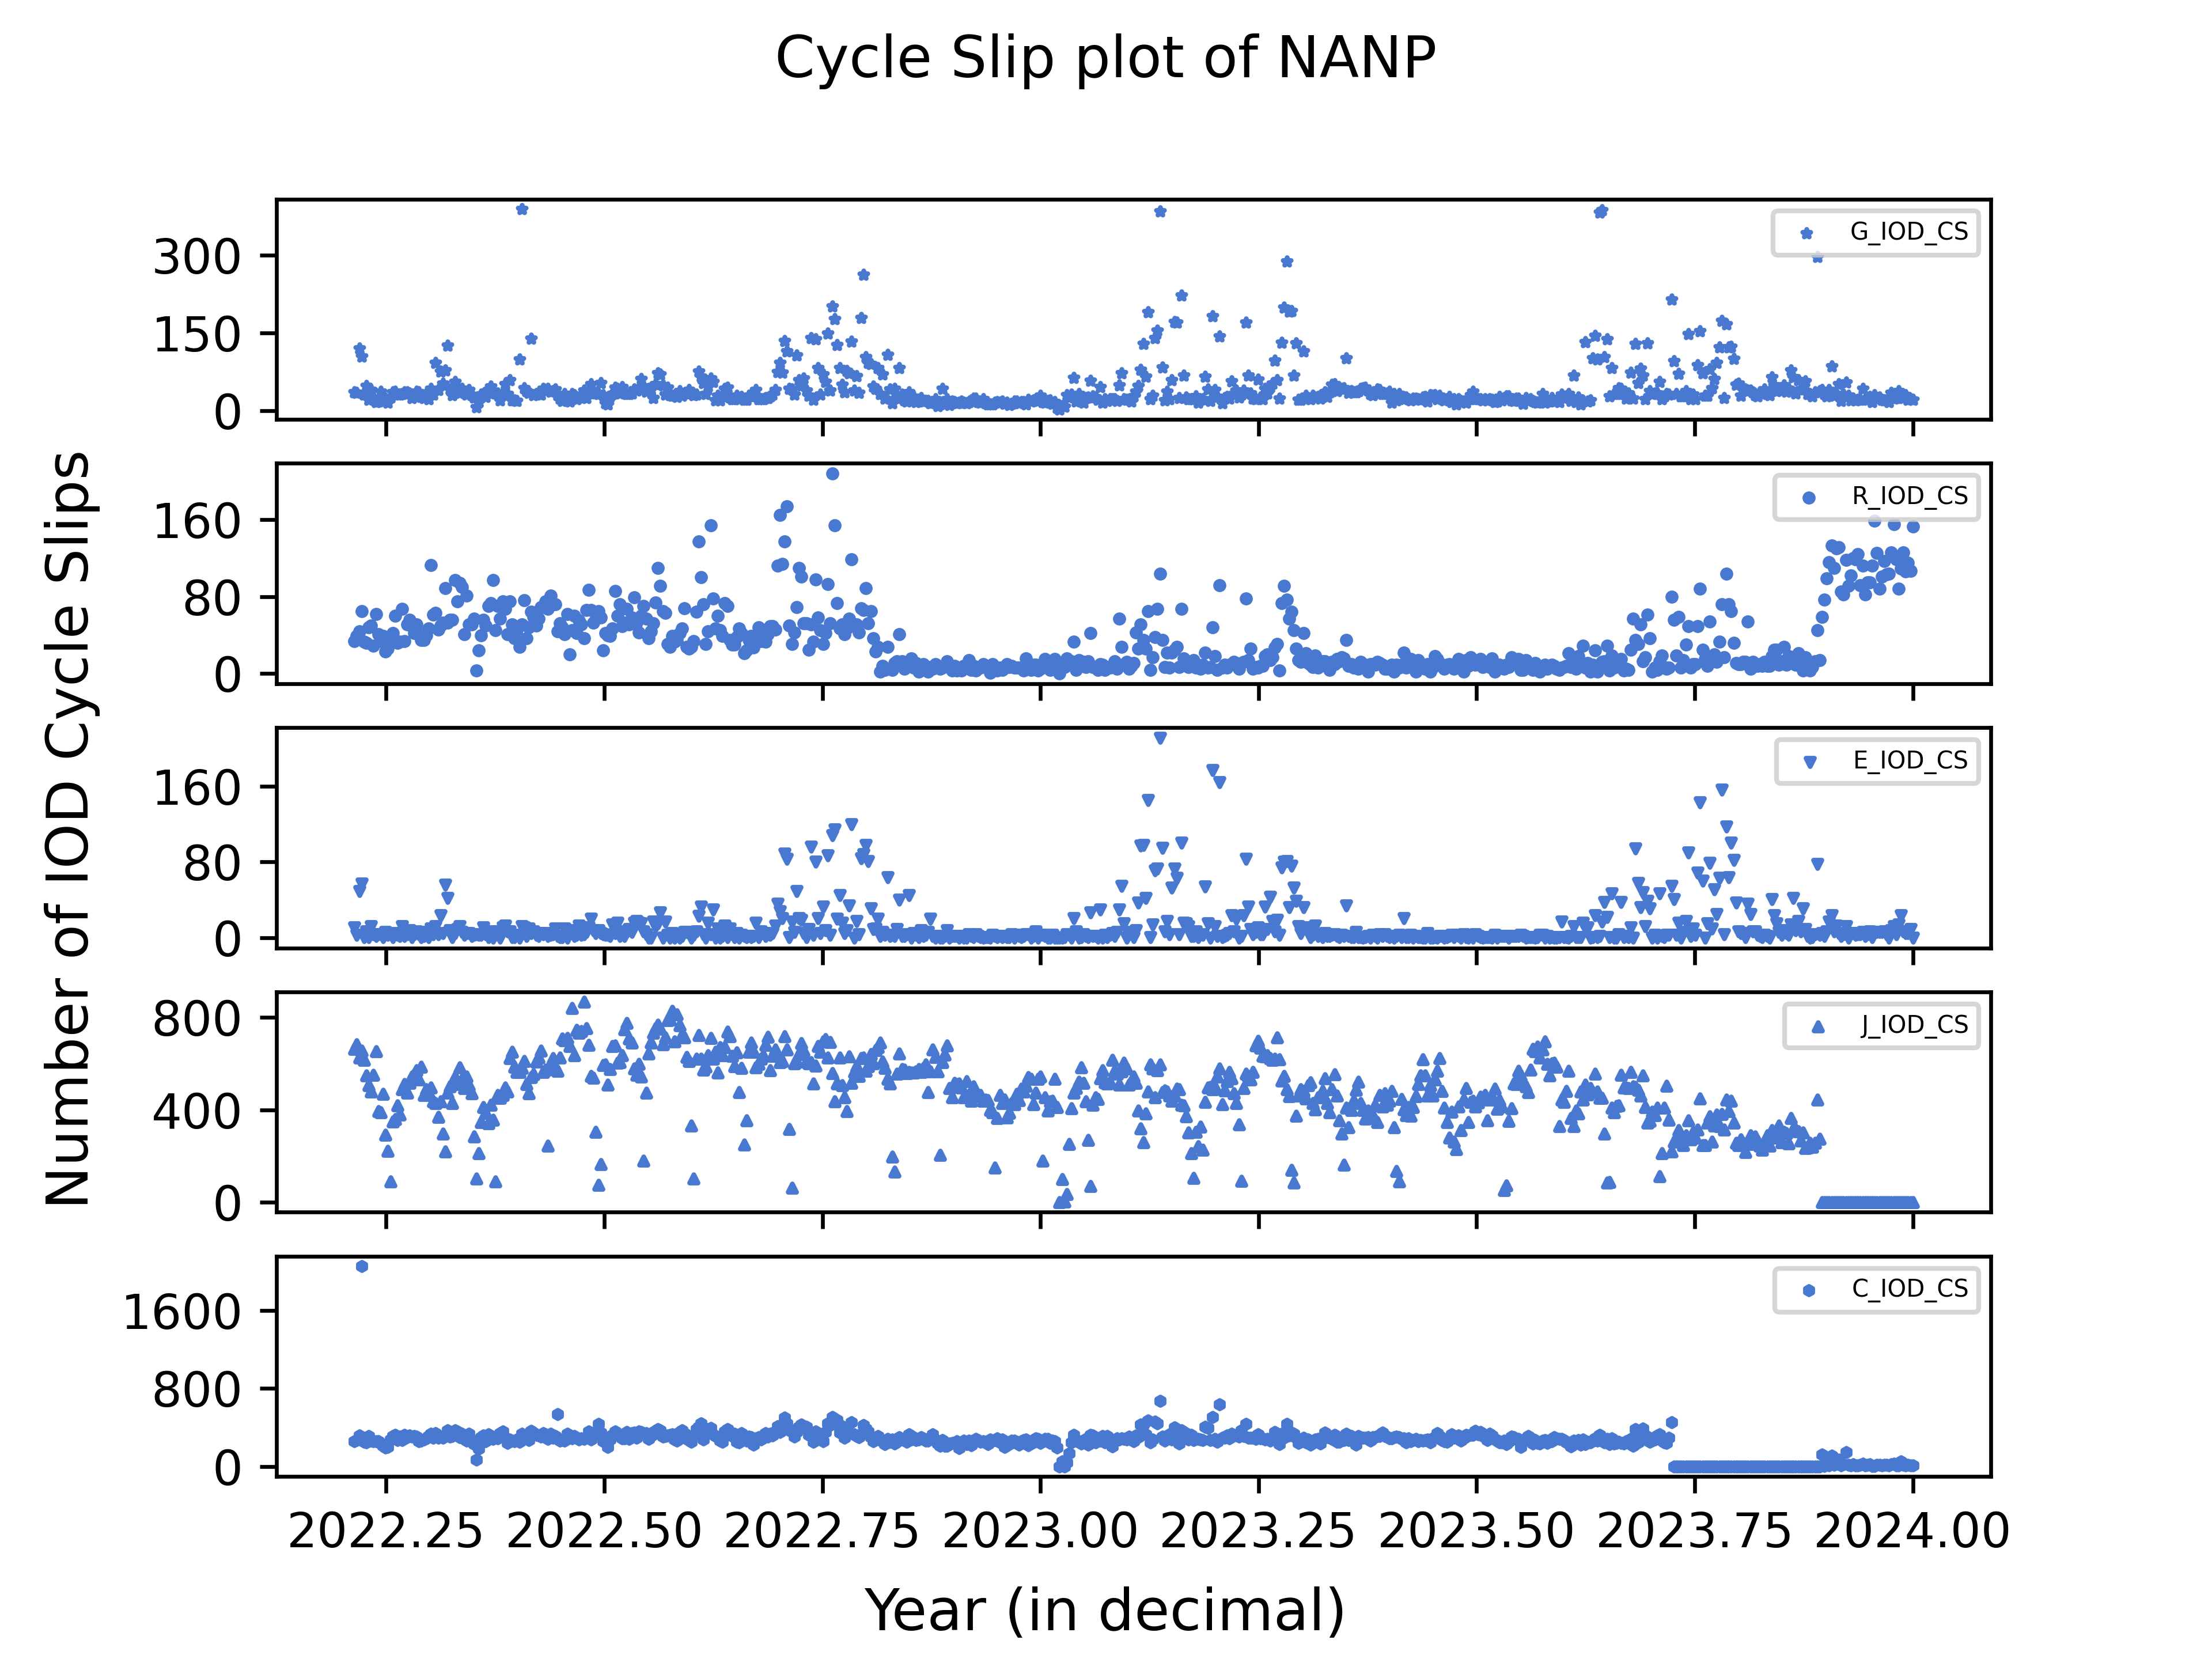 Cycle Slip plot of NANP
Number of IOD Cycle Slips
300
150
0
G_IOD_CS
160
80
0
R_IOD_CS
160
80
0
E_IOD_CS
800
400
0
J_IOD_CS
1600
800
0
C_IOD_CS
2022.25 2022.50 2022.75 2023.00 2023.25 2023.50 2023.75 2024.00
Year (in decimal)